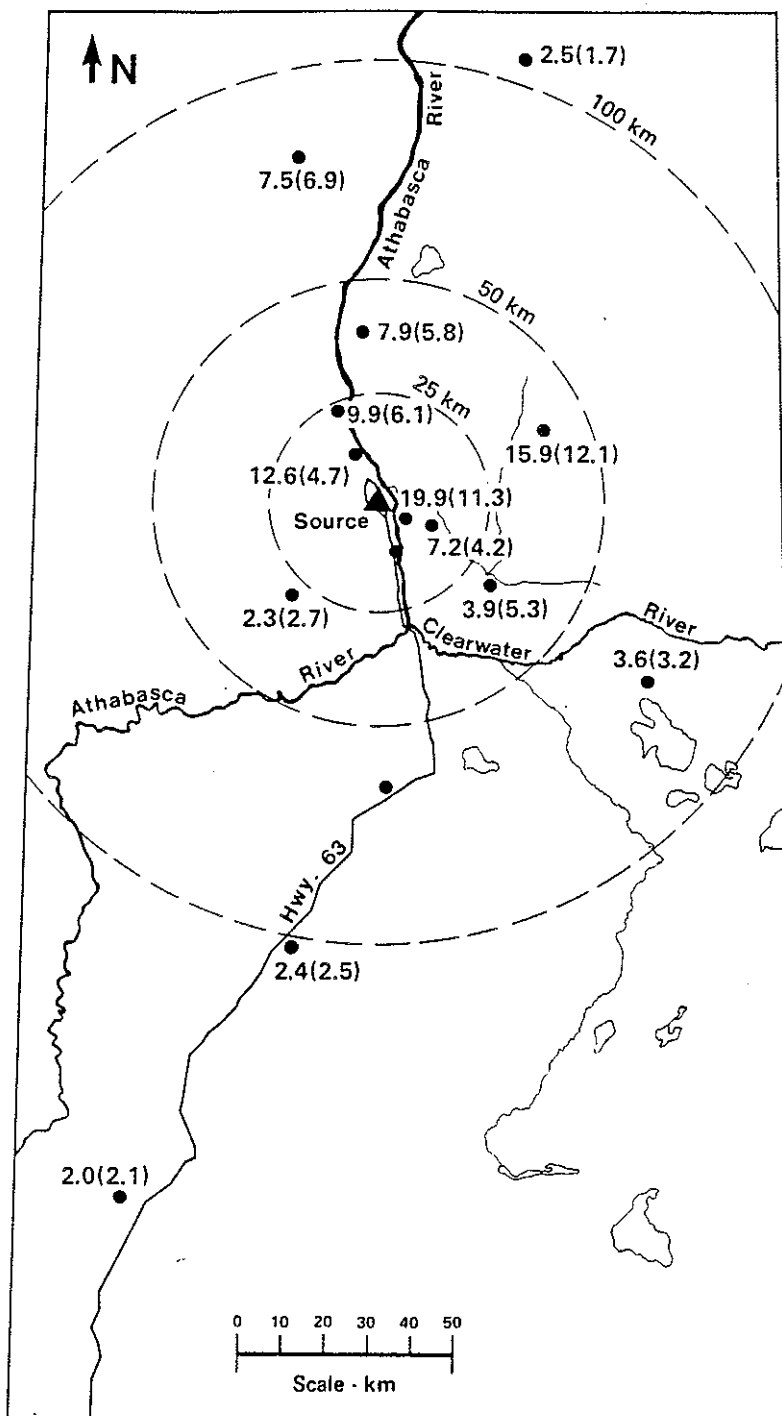 N
2.5(1.7)
100 km
River
7.5(6.9)
Athabasca
50 km
7.9(5.8)
25 km
9.9(6.1)
15.9(12.1)
12.6(4.7)
19.9(11.3)
Source
7.2(4.2)
2.3(2.7)
3.9(5.3)
Clearwater
River
River
3.6(3.2)
Athabasca
Hwy. 63
2.4(2.5)
2.0(2.1)
0 10 20 30 40 50
Scale - km